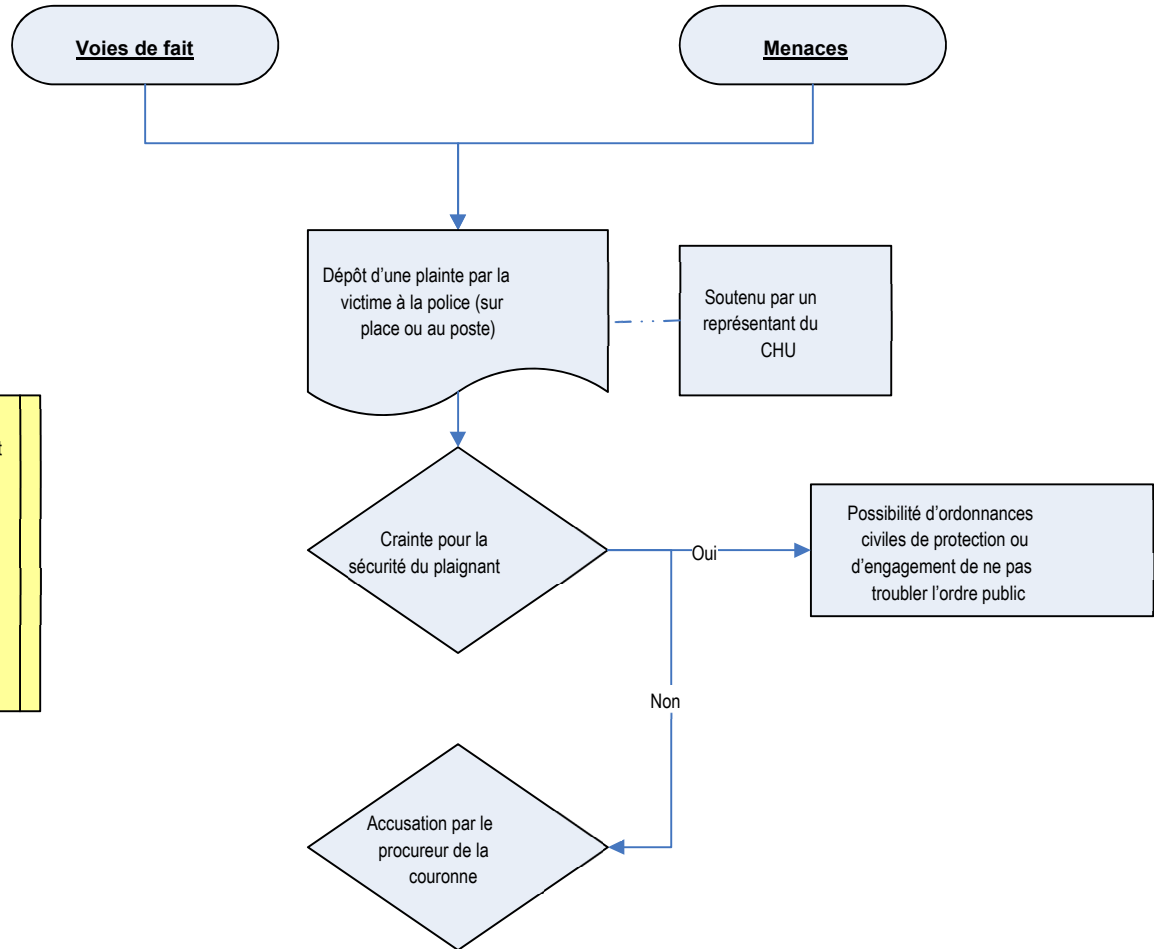 Voies de fait
Menaces
Dépôt d'une plainte par la
victime à la police (sur
place ou au poste)
Soutenu par un
représentant du
CHU
Crainte pour la
sécurité du plaignant
Oui
Possibilité d'ordonnances
civiles de protection ou
d'engagement de ne pas
troubler l'ordre public
Non
Accusation par le
procureur de la
couronne